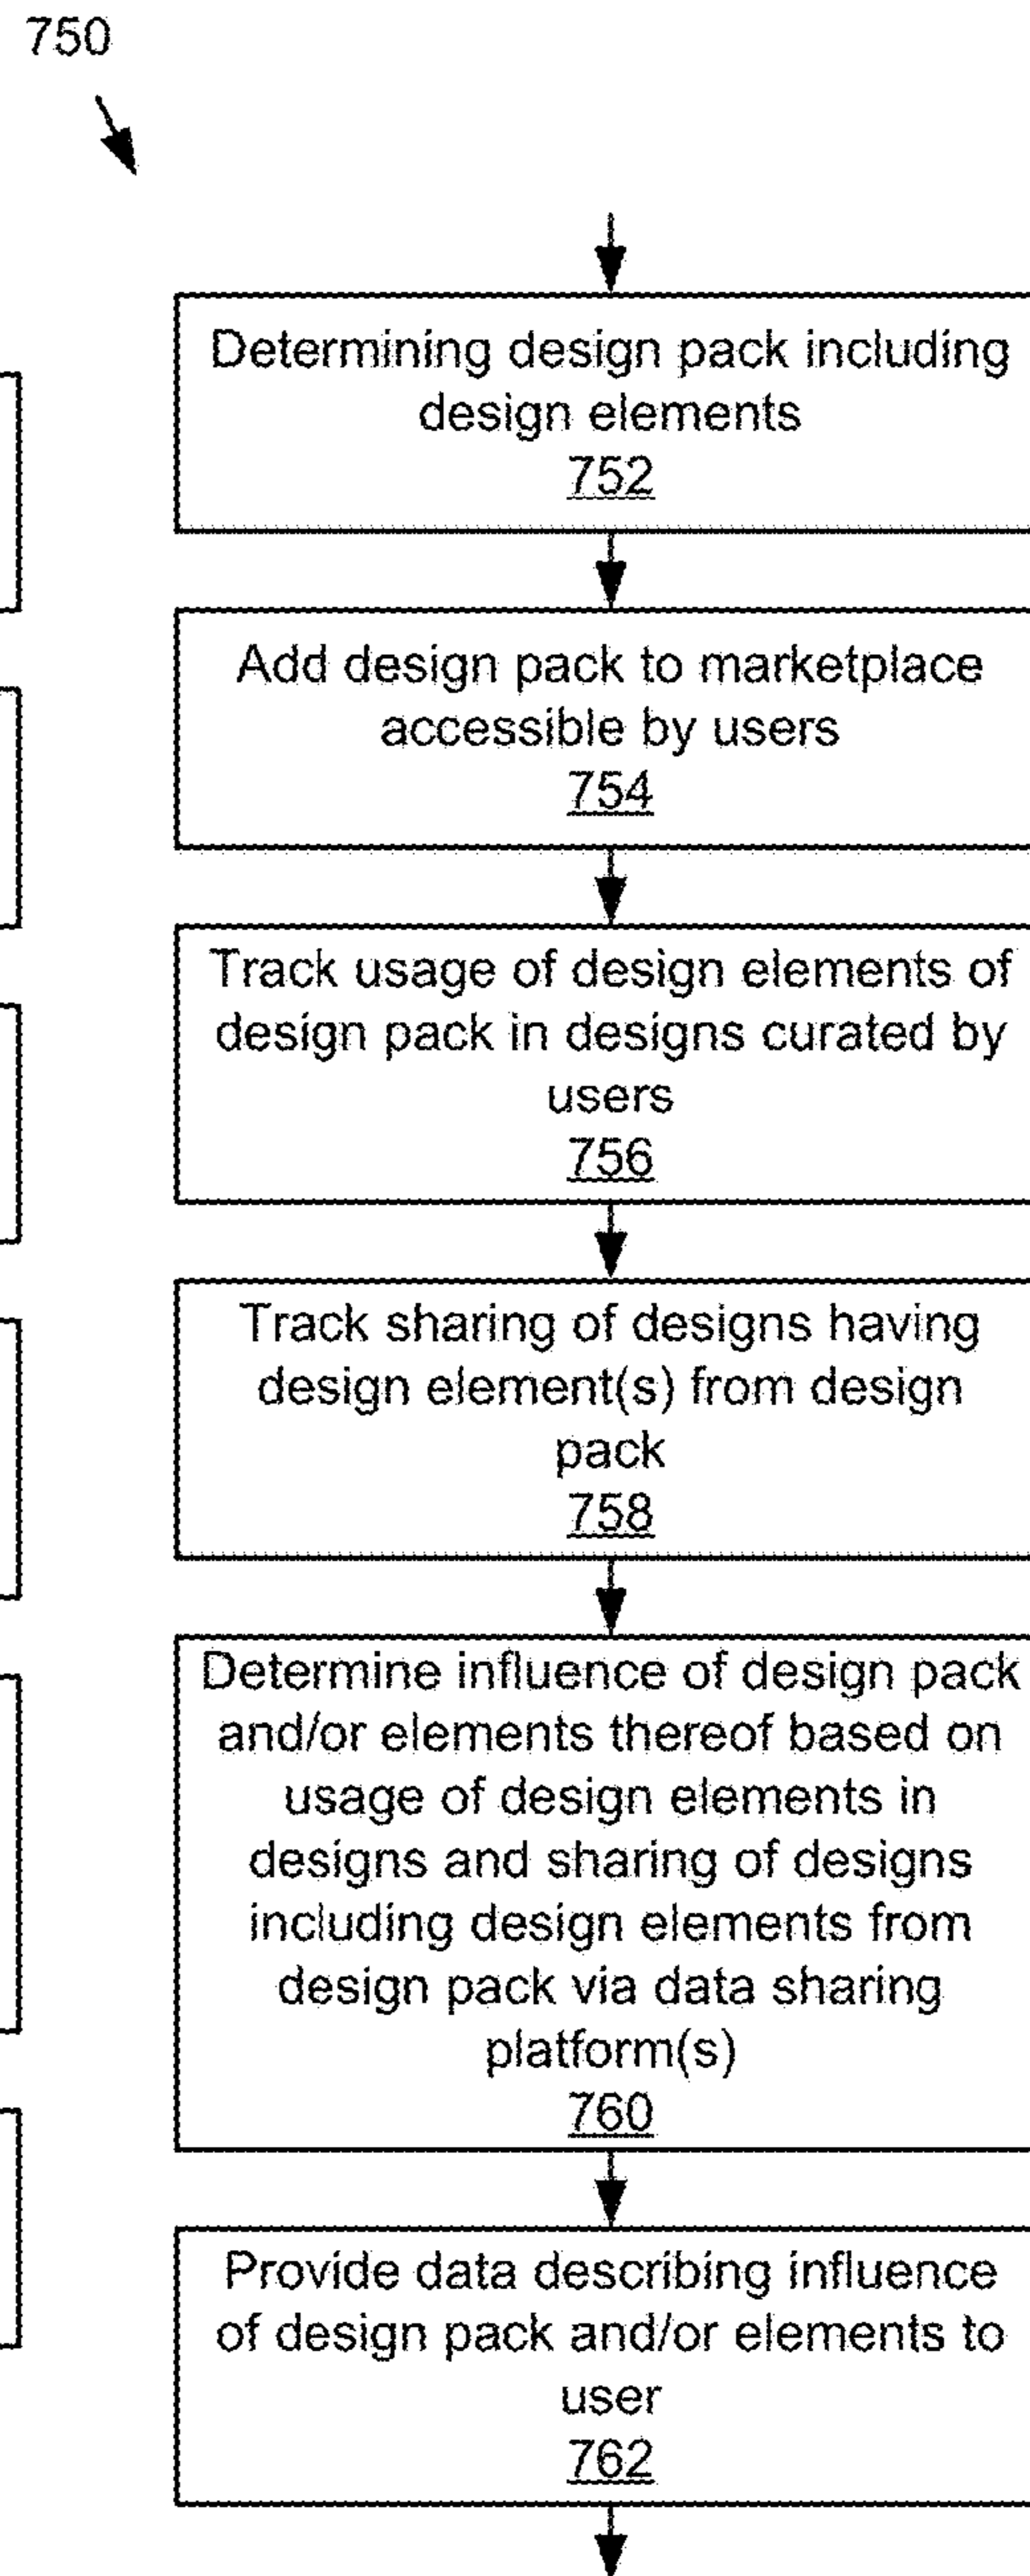 750
Determining design pack including
design elements
752
Add design pack to marketplace
accessible by users
754
Track usage of design elements of
design pack in designs curated by
users
756
Track sharing of designs having
design element(s) from design
pack
758
Determine influence of design pack
and/or elements thereof based on
usage of design elements in
designs and sharing of designs
including design elements from
design pack via data sharing
platform(s)
760
Provide data describing influence
of design pack and/or elements to
user
762